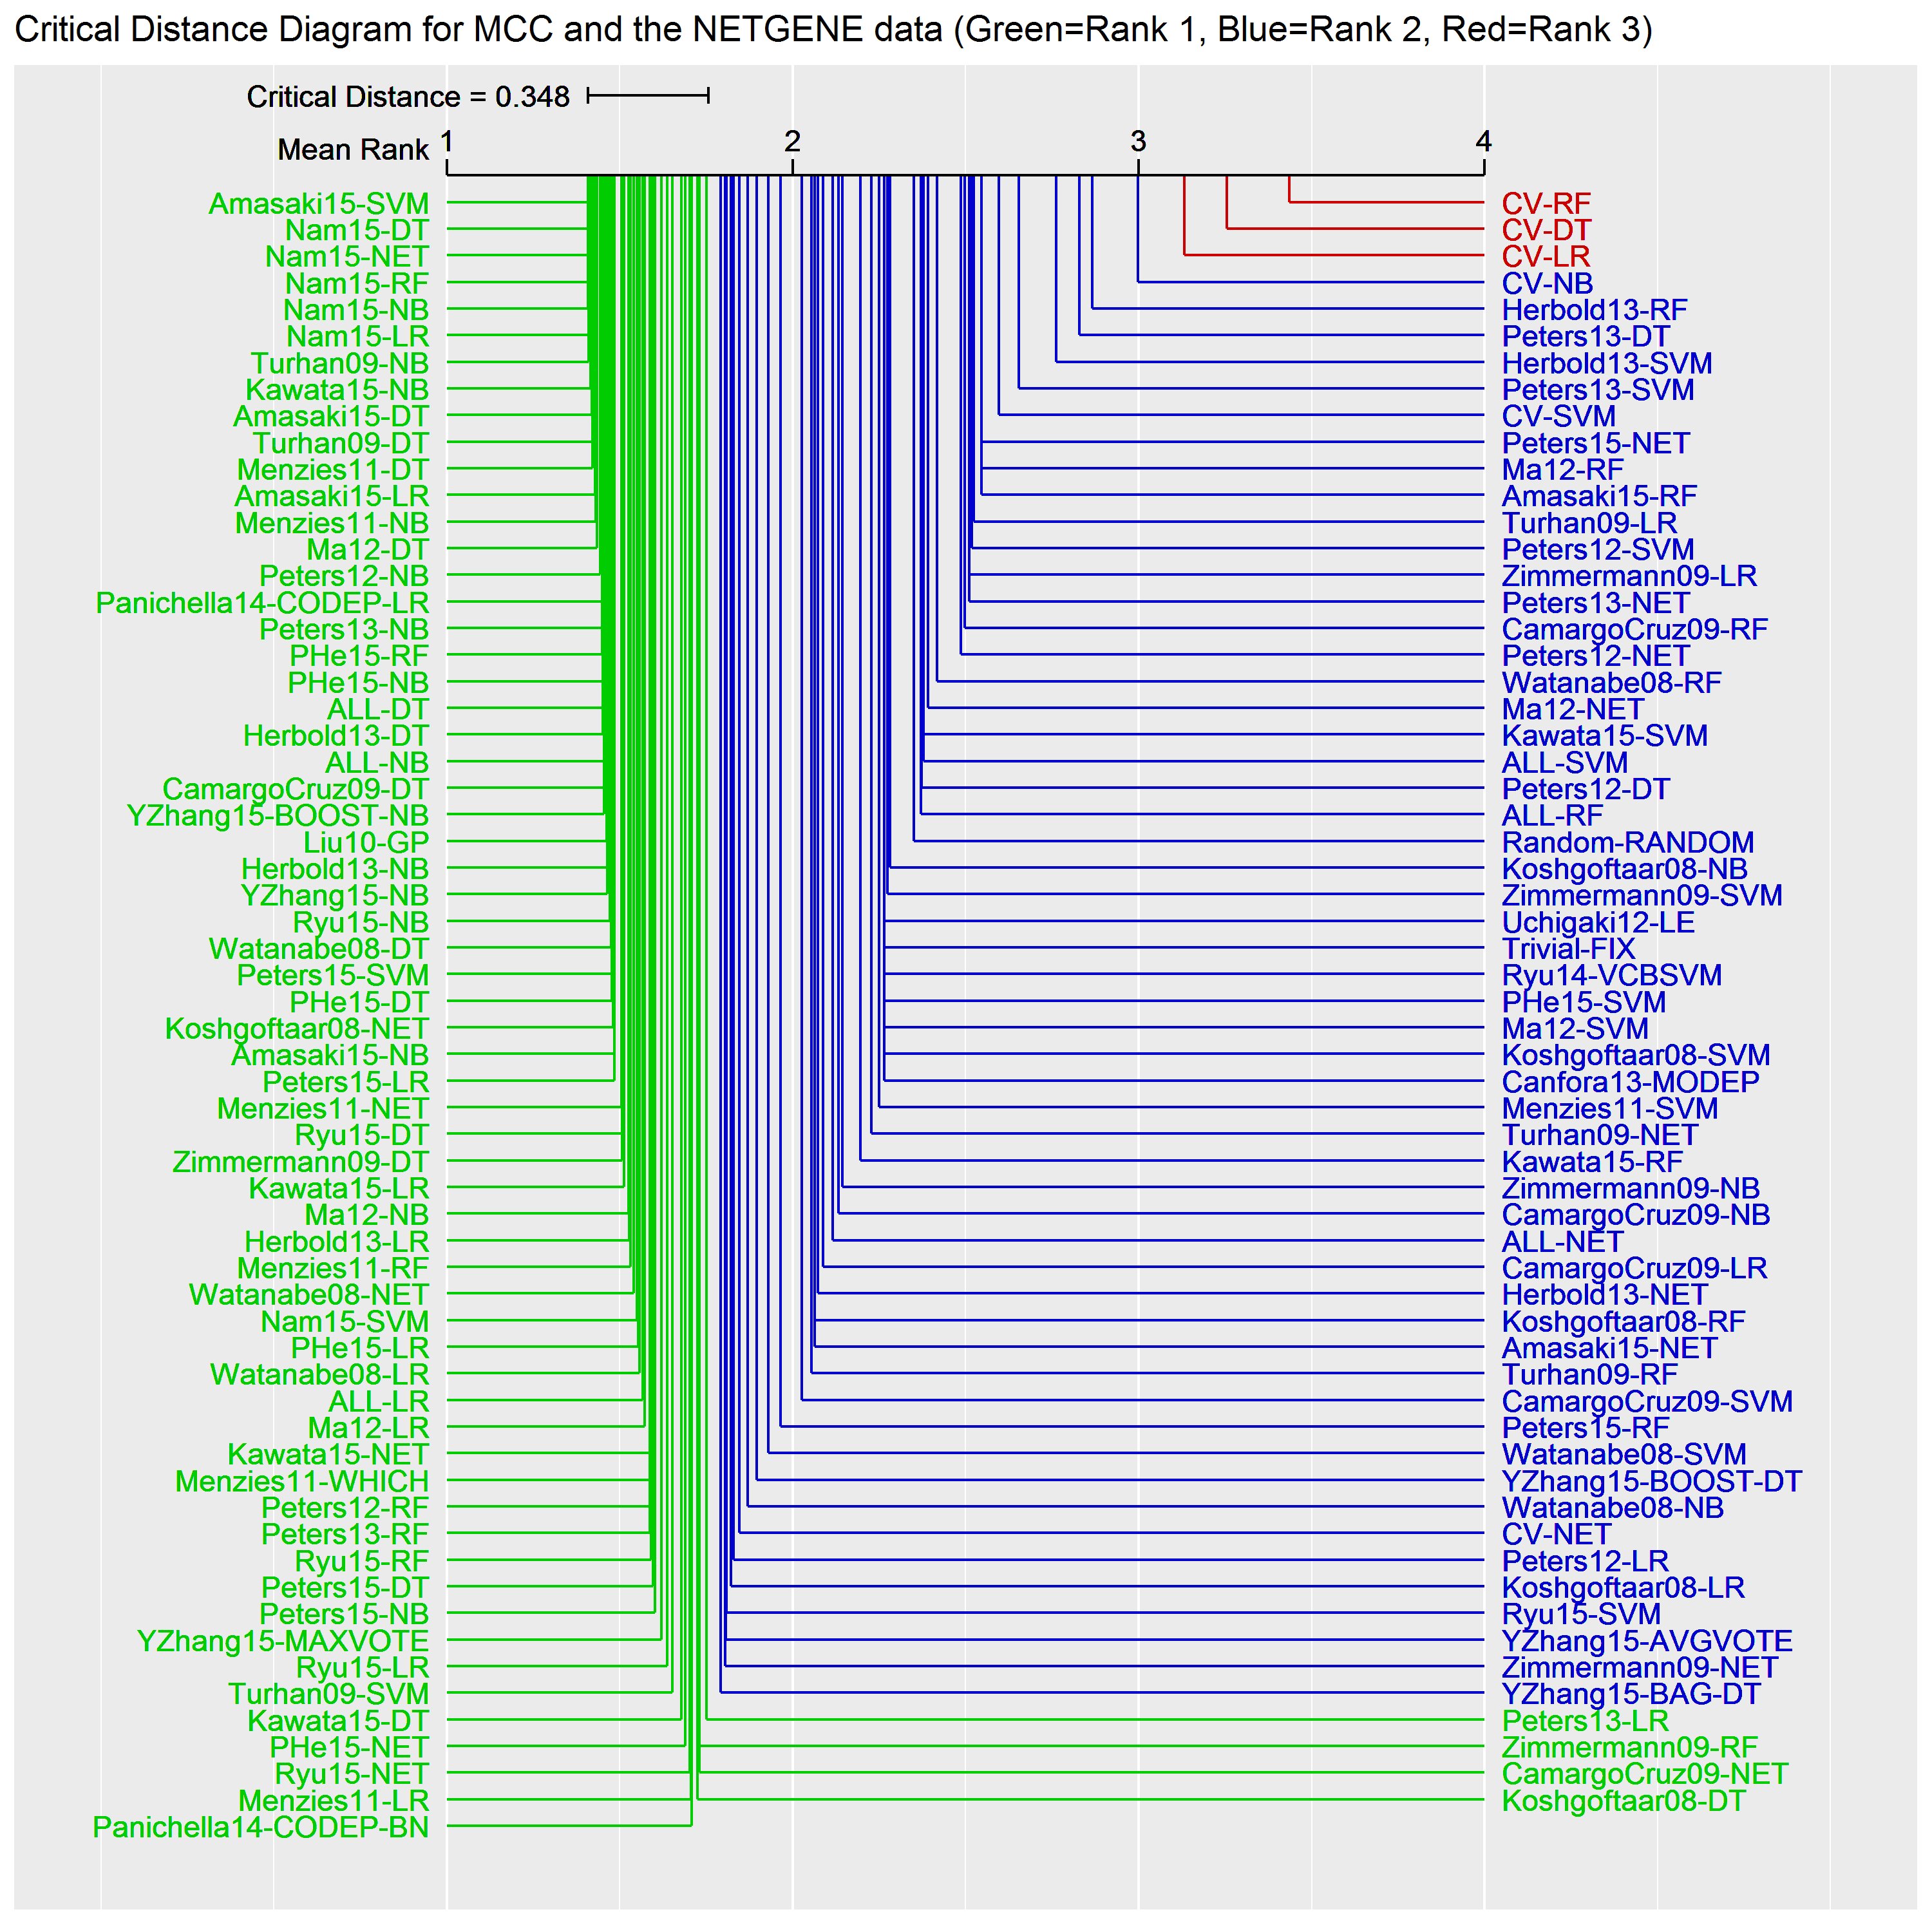 Critical Distance Diagram for MCC and the NETGENE data (Green=Rank 1, Blue=Rank 2, Red=Rank 3)
Critical Distance = 0.348
Mean Rank
1 2 3 4
Amasaki15-SVM
Nam15-DT
Nam15-NET
Nam15-RF
Nam15-NB
Nam15-LR
Turhan09-NB
Kawata15-NB
Amasaki15-DT
Turhan09-DT
Menzies11-DT
Amasaki15-LR
Menzies11-NB
Ma12-DT
Peters12-NB
Panichella14-CODEP-LR
Peters13-NB
PHe15-RF
PHe15-NB
ALL-DT
Herbold13-DT
ALL-NB
CamargoCruz09-DT
YZhang15-BOOST-NB
Liu10-GP
Herbold13-NB
YZhang15-NB
Ryu15-NB
Watanabe08-DT
Peters15-SVM
PHe15-DT
Koshgoftaar08-NET
Amasaki15-NB
Peters15-LR
Menzies11-NET
Ryu15-DT
Zimmermann09-DT
Kawata15-LR
Ma12-NB
Herbold13-LR
Menzies11-RF
Watanabe08-NET
Nam15-SVM
PHe15-LR
Watanabe08-LR
ALL-LR
Ma12-LR
Kawata15-NET
Menzies11-WHICH
Peters12-RF
Peters13-RF
Ryu15-RF
Peters15-DT
Peters15-NB
YZhang15-MAXVOTE
Ryu15-LR
Turhan09-SVM
Kawata15-DT
PHe15-NET
Ryu15-NET
Menzies11-LR
Panichella14-CODEP-BN
CV-RF
CV-DT
CV-LR
CV-NB
Herbold13-RF
Peters13-DT
Herbold13-SVM
Peters13-SVM
CV-SVM
Peters15-NET
Ma12-RF
Amasaki15-RF
Turhan09-LR
Peters12-SVM
Zimmermann09-LR
Peters13-NET
CamargoCruz09-RF
Peters12-NET
Watanabe08-RF
Ma12-NET
Kawata15-SVM
ALL-SVM
Peters12-DT
ALL-RF
Random-RANDOM
Koshgoftaar08-NB
Zimmermann09-SVM
Uchigaki12-LE
Trivial-FIX
Ryu14-VCBSVM
PHe15-SVM
Ma12-SVM
Koshgoftaar08-SVM
Canfora13-MODEP
Menzies11-SVM
Turhan09-NET
Kawata15-RF
Zimmermann09-NB
CamargoCruz09-NB
ALL-NET
CamargoCruz09-LR
Herbold13-NET
Koshgoftaar08-RF
Amasaki15-NET
Turhan09-RF
CamargoCruz09-SVM
Peters15-RF
Watanabe08-SVM
YZhang15-BOOST-DT
Watanabe08-NB
CV-NET
Peters12-LR
Koshgoftaar08-LR
Ryu15-SVM
YZhang15-AVGVOTE
Zimmermann09-NET
YZhang15-BAG-DT
Peters13-LR
Zimmermann09-RF
CamargoCruz09-NET
Koshgoftaar08-DT